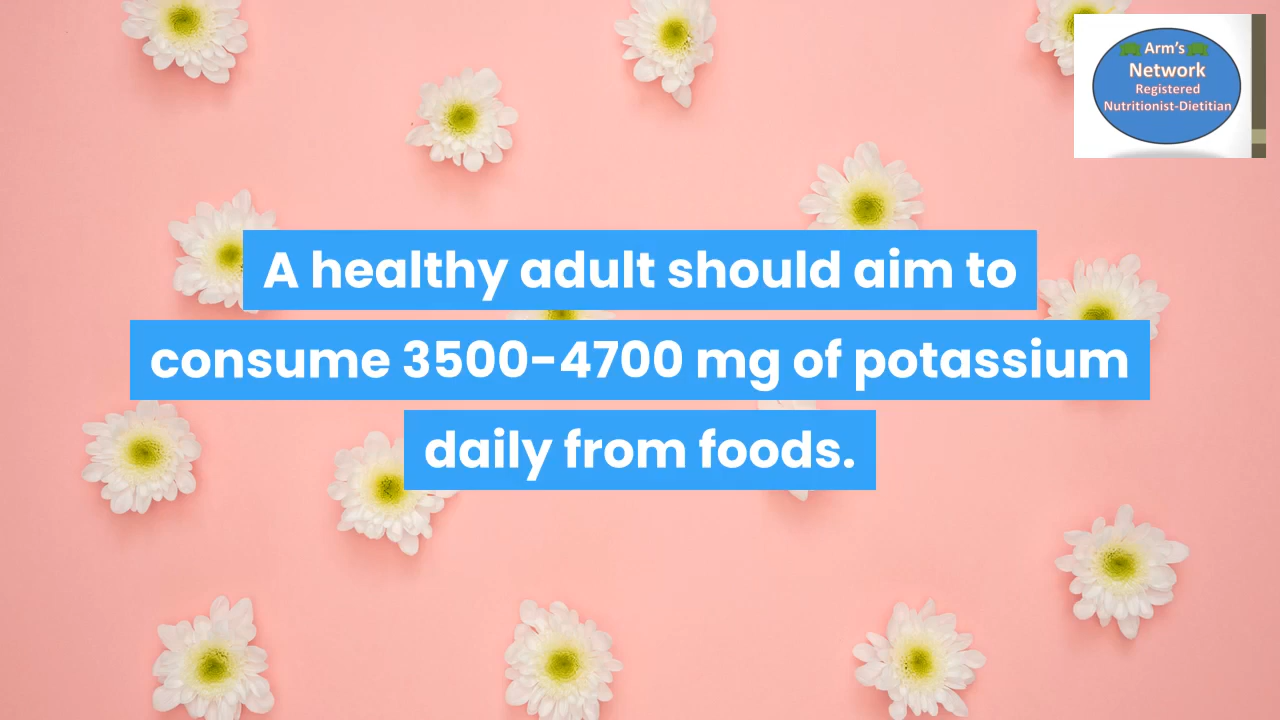 Arm's
Network
Registered
Nutritionist-Dietitian
A healthy adult should aim to
consume 3500-4700 mg of potassium
daily from foods.